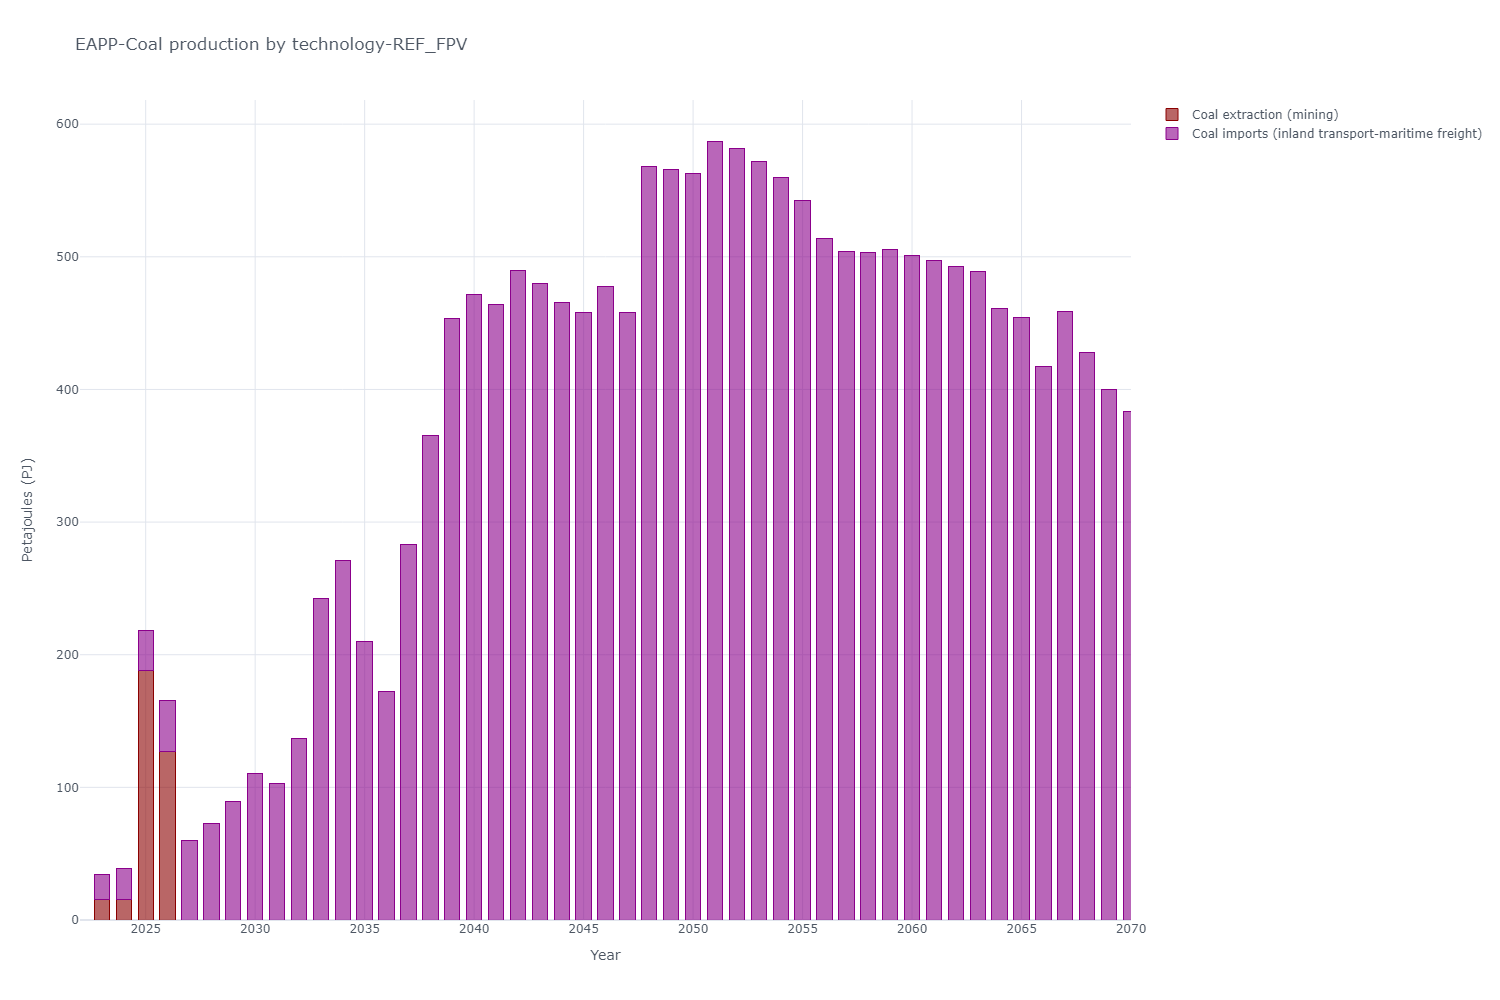 EAPP-Coal production by technology-REF_FPV
Coal extraction (mining)
Coal imports (inland transport-maritime freight)
600
500
400
300
200
100
0
Petajoules (PJ)
2025 2030 2035 2040 2045 2050 2055 2060 2065 2070
Year